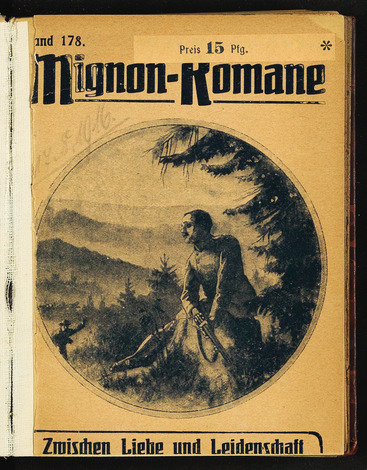 and 178.
Preis 15 Pfg.
*
Mignon-Romane
Zwischen Liebe und Leidenschaft